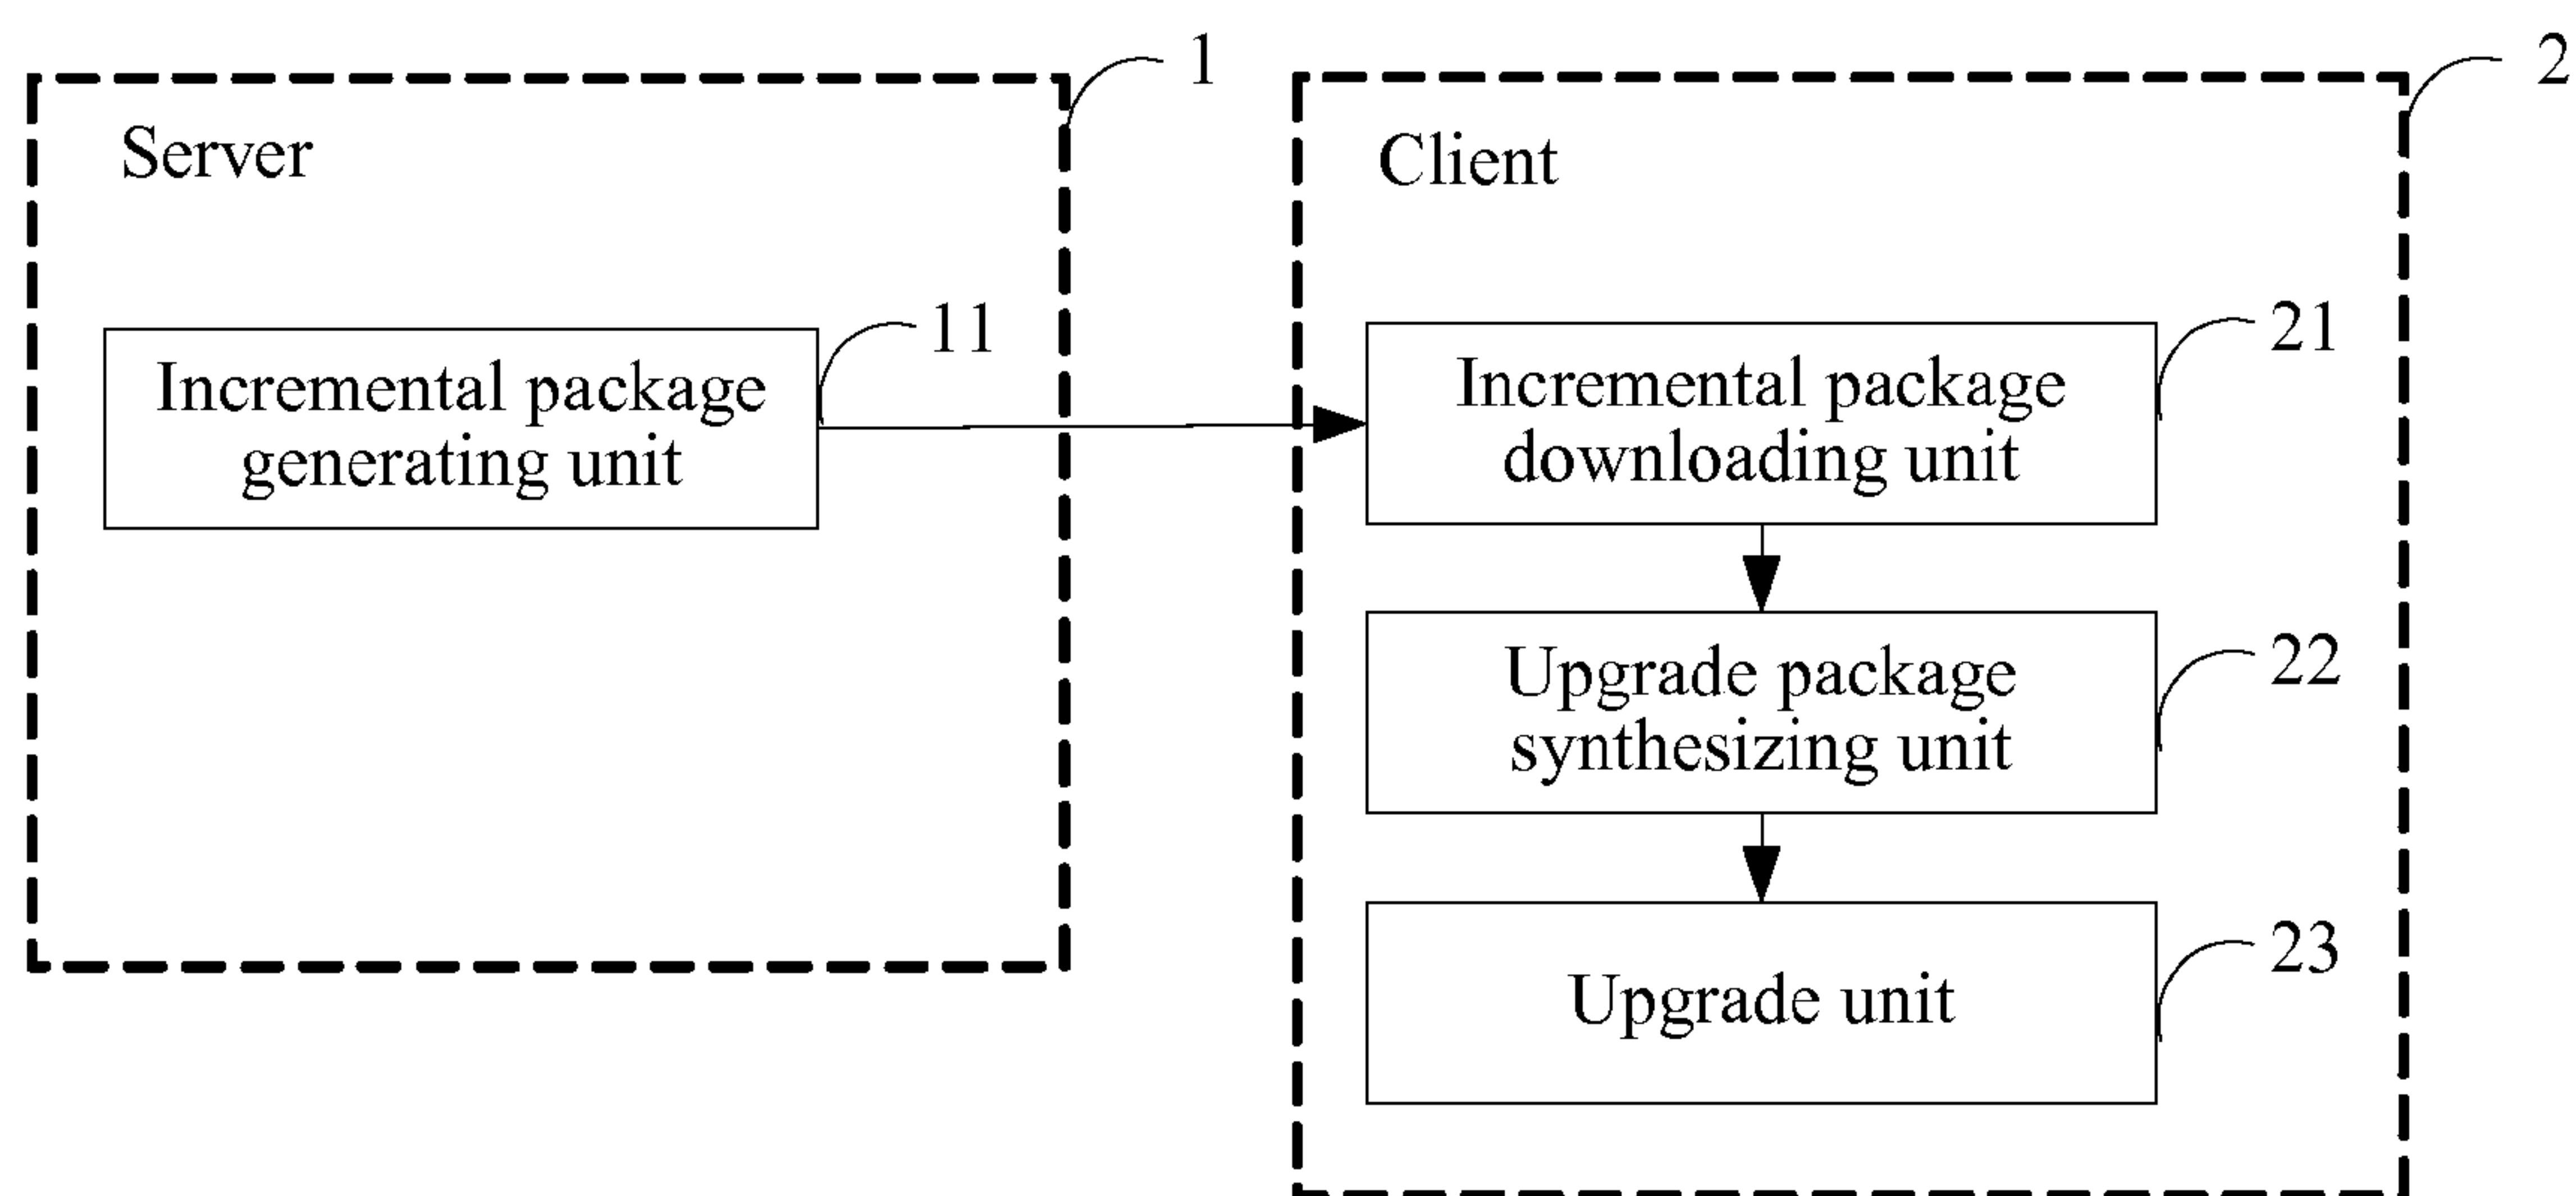 1
Server
11
Incremental package
generating unit
2
Client
21
Incremental package
downloading unit
22
Upgrade package
synthesizing unit
23
Upgrade unit